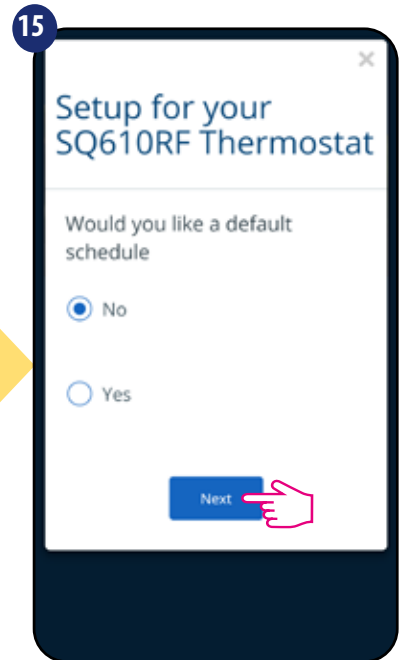 15
Setup for your
SQ610RF Thermostat
Would you like a default
schedule
No
Yes
Next